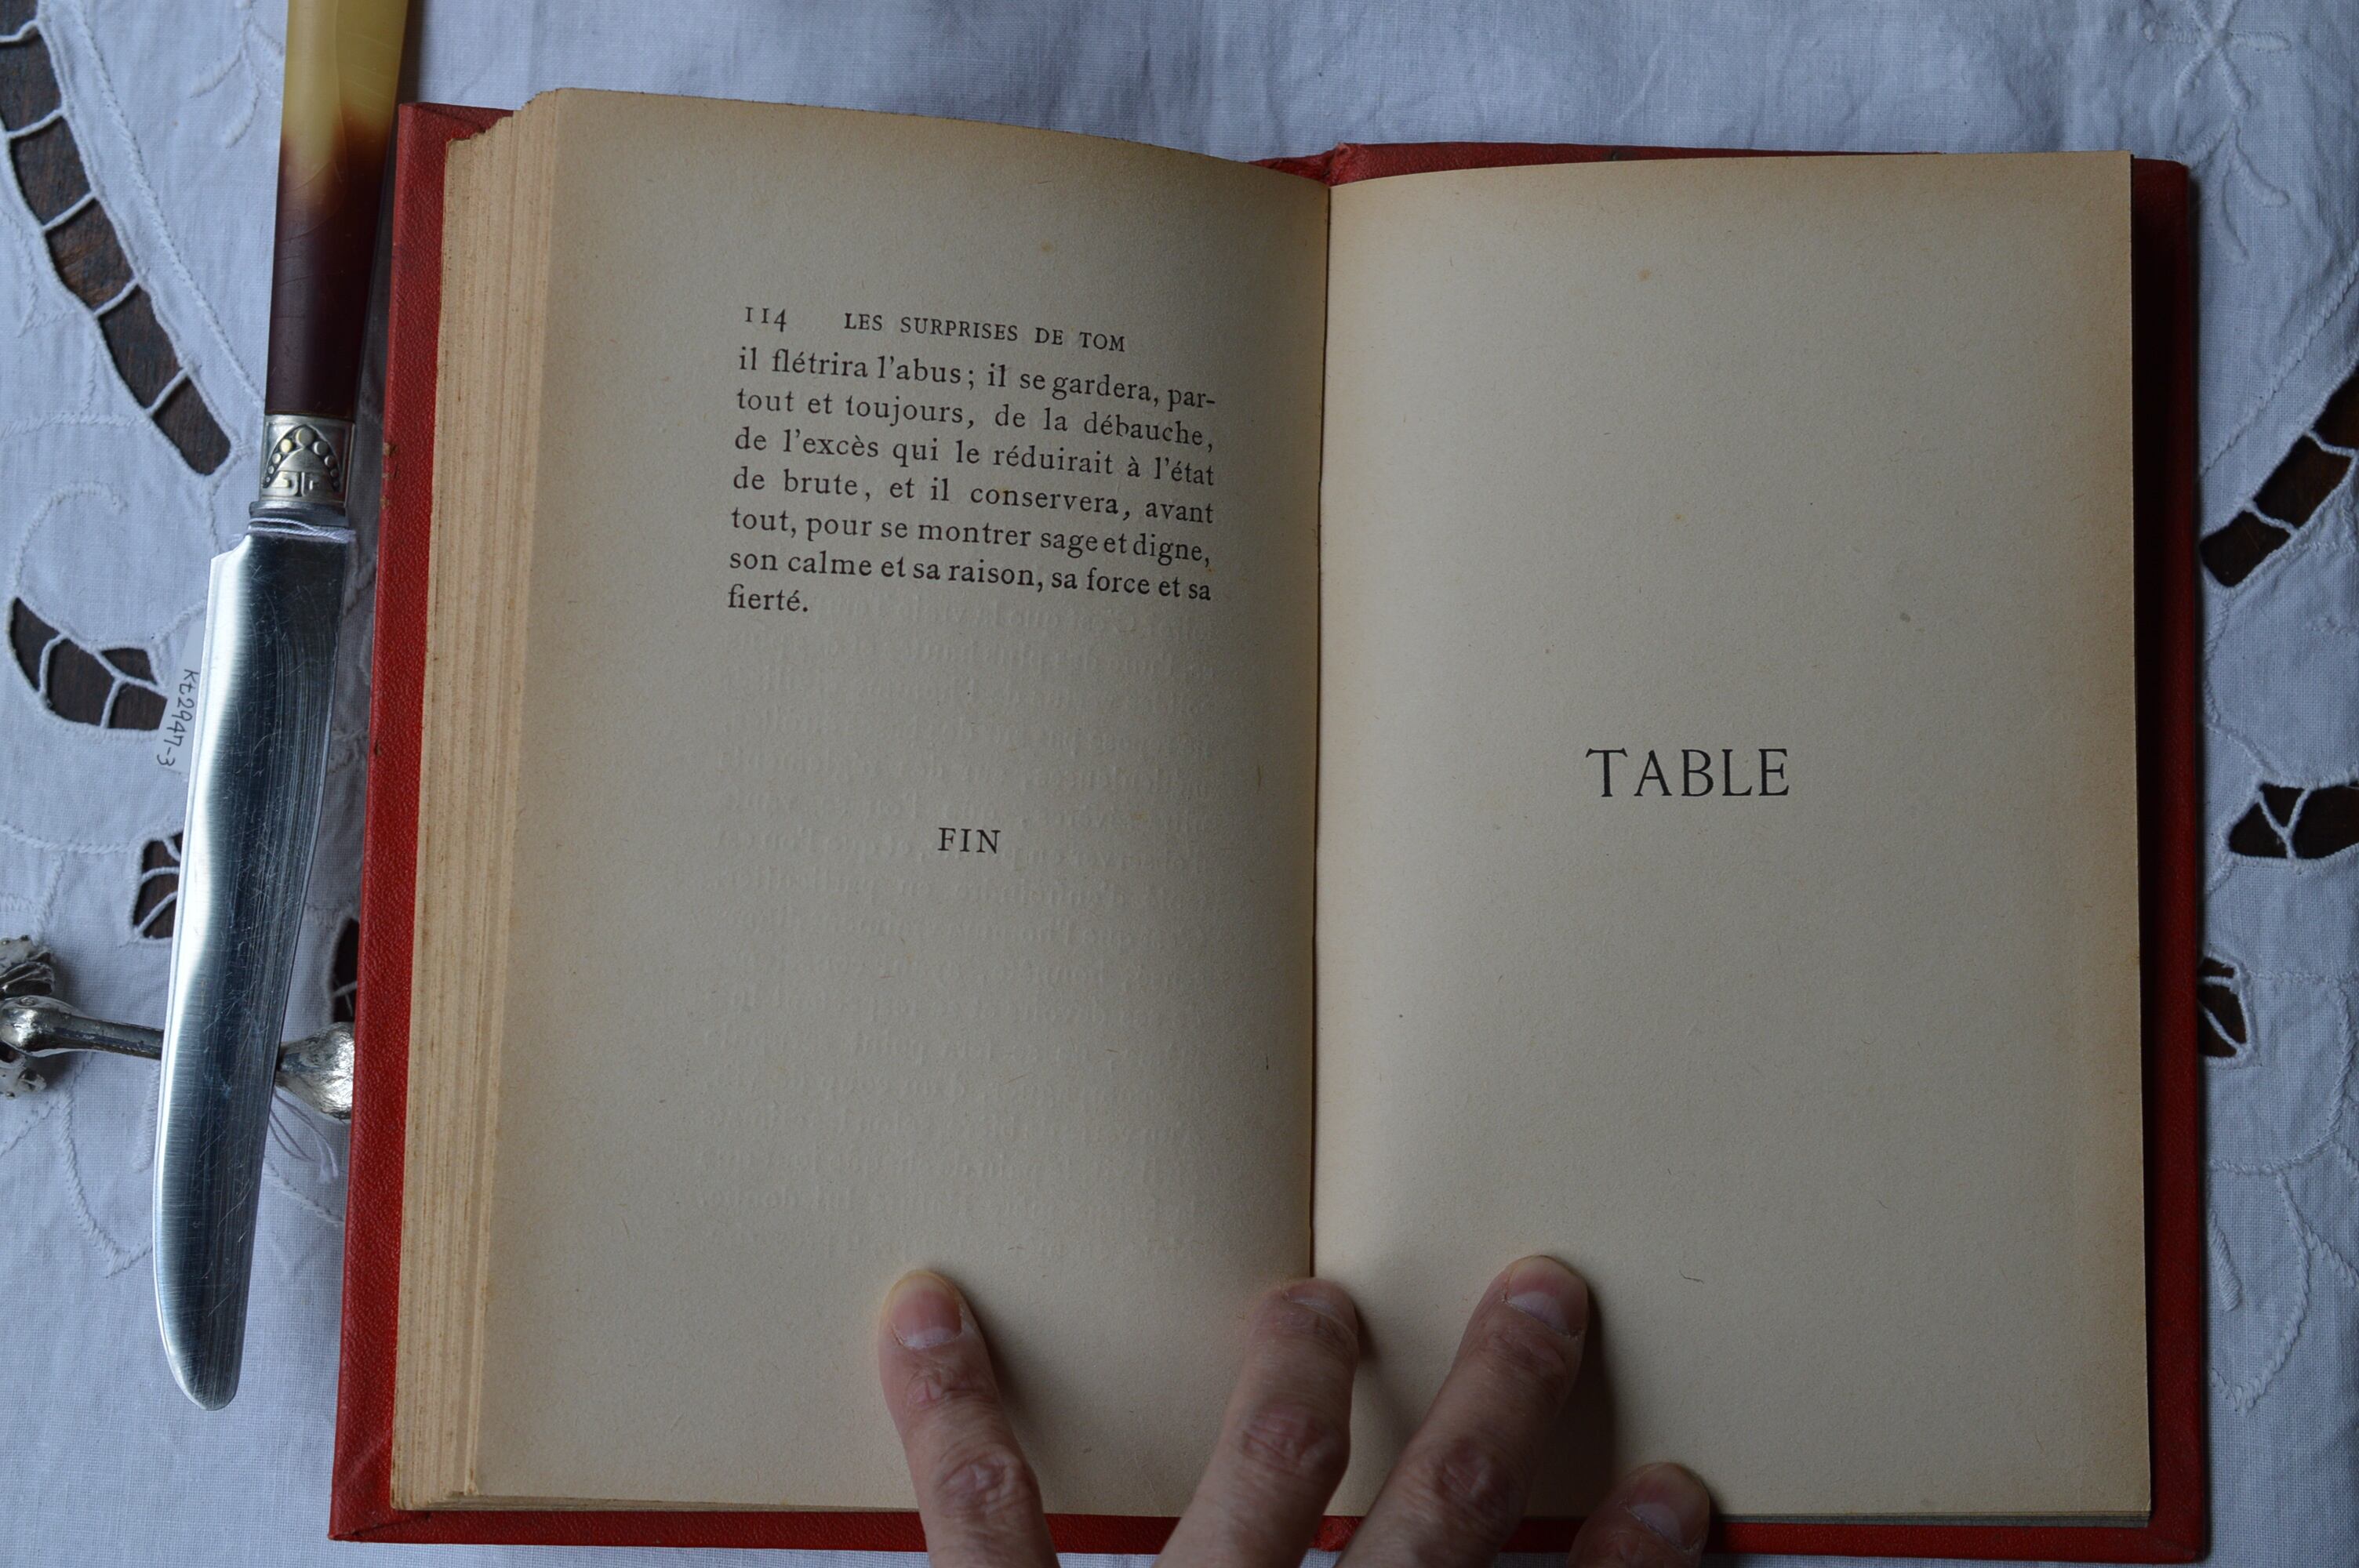 114 LES SURPRISES DE TOM
il flétrira l'abus; il se gardera, par-
tout et toujours, de la débauche,
de l'excès qui le réduirait à l'état
de brute, et il conservera, avant
tout, pour se montrer sage et digne,
son calme et sa raison, sa force et sa
fierté.
FIN
TABLE
Kt2947-3